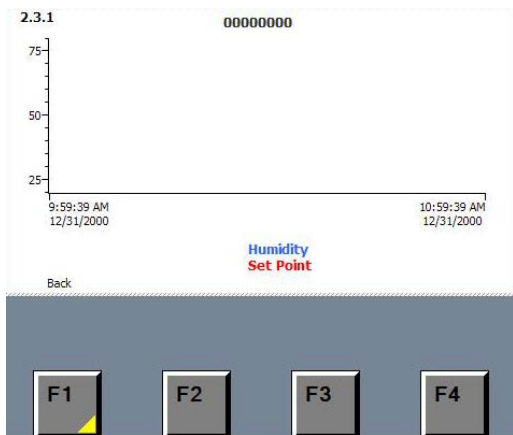 2.3.1
00000000
75
50
25
9:59:39 AM 10:59:39 AM
12/31/2000 12/31/2000
Humidity
Set Point
Back
F1 F2 F3 F4